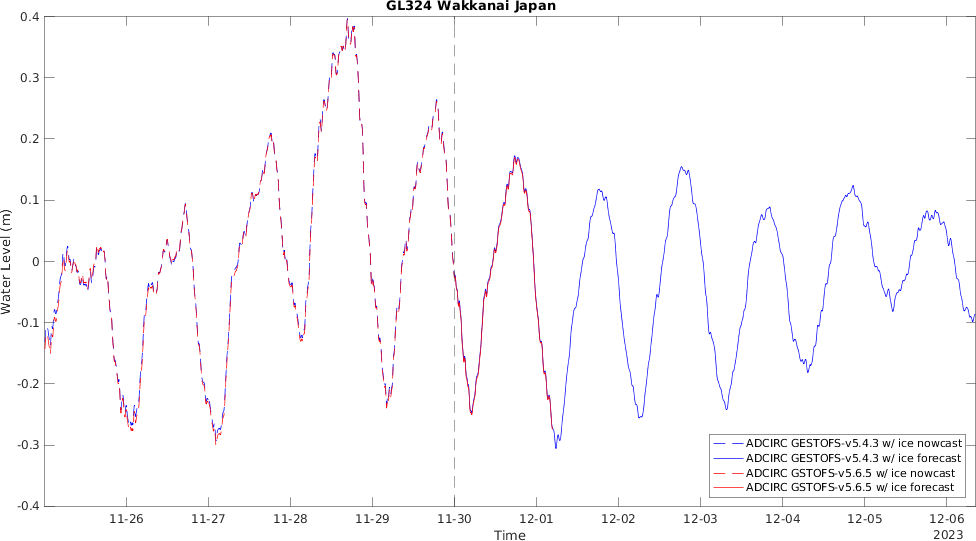 GL324 Wakkanai Japan
0.4
0.3
0.2
0.1
0
-0.1
-0.2
-0.3
-0.4
Water Level (m)
11-26 11-27 11-28 11-29 11-30 12-01 12-02 12-03 12-04 12-05 12-06
Time
2023
ADCIRC GESTOFS-v5.4.3 w/ ice nowcast
ADCIRC GESTOFS-v5.4.3 w/ ice forecast
ADCIRC GSTOFS-v5.6.5 w/ ice nowcast
ADCIRC GSTOFS-v5.6.5 w/ ice forecast